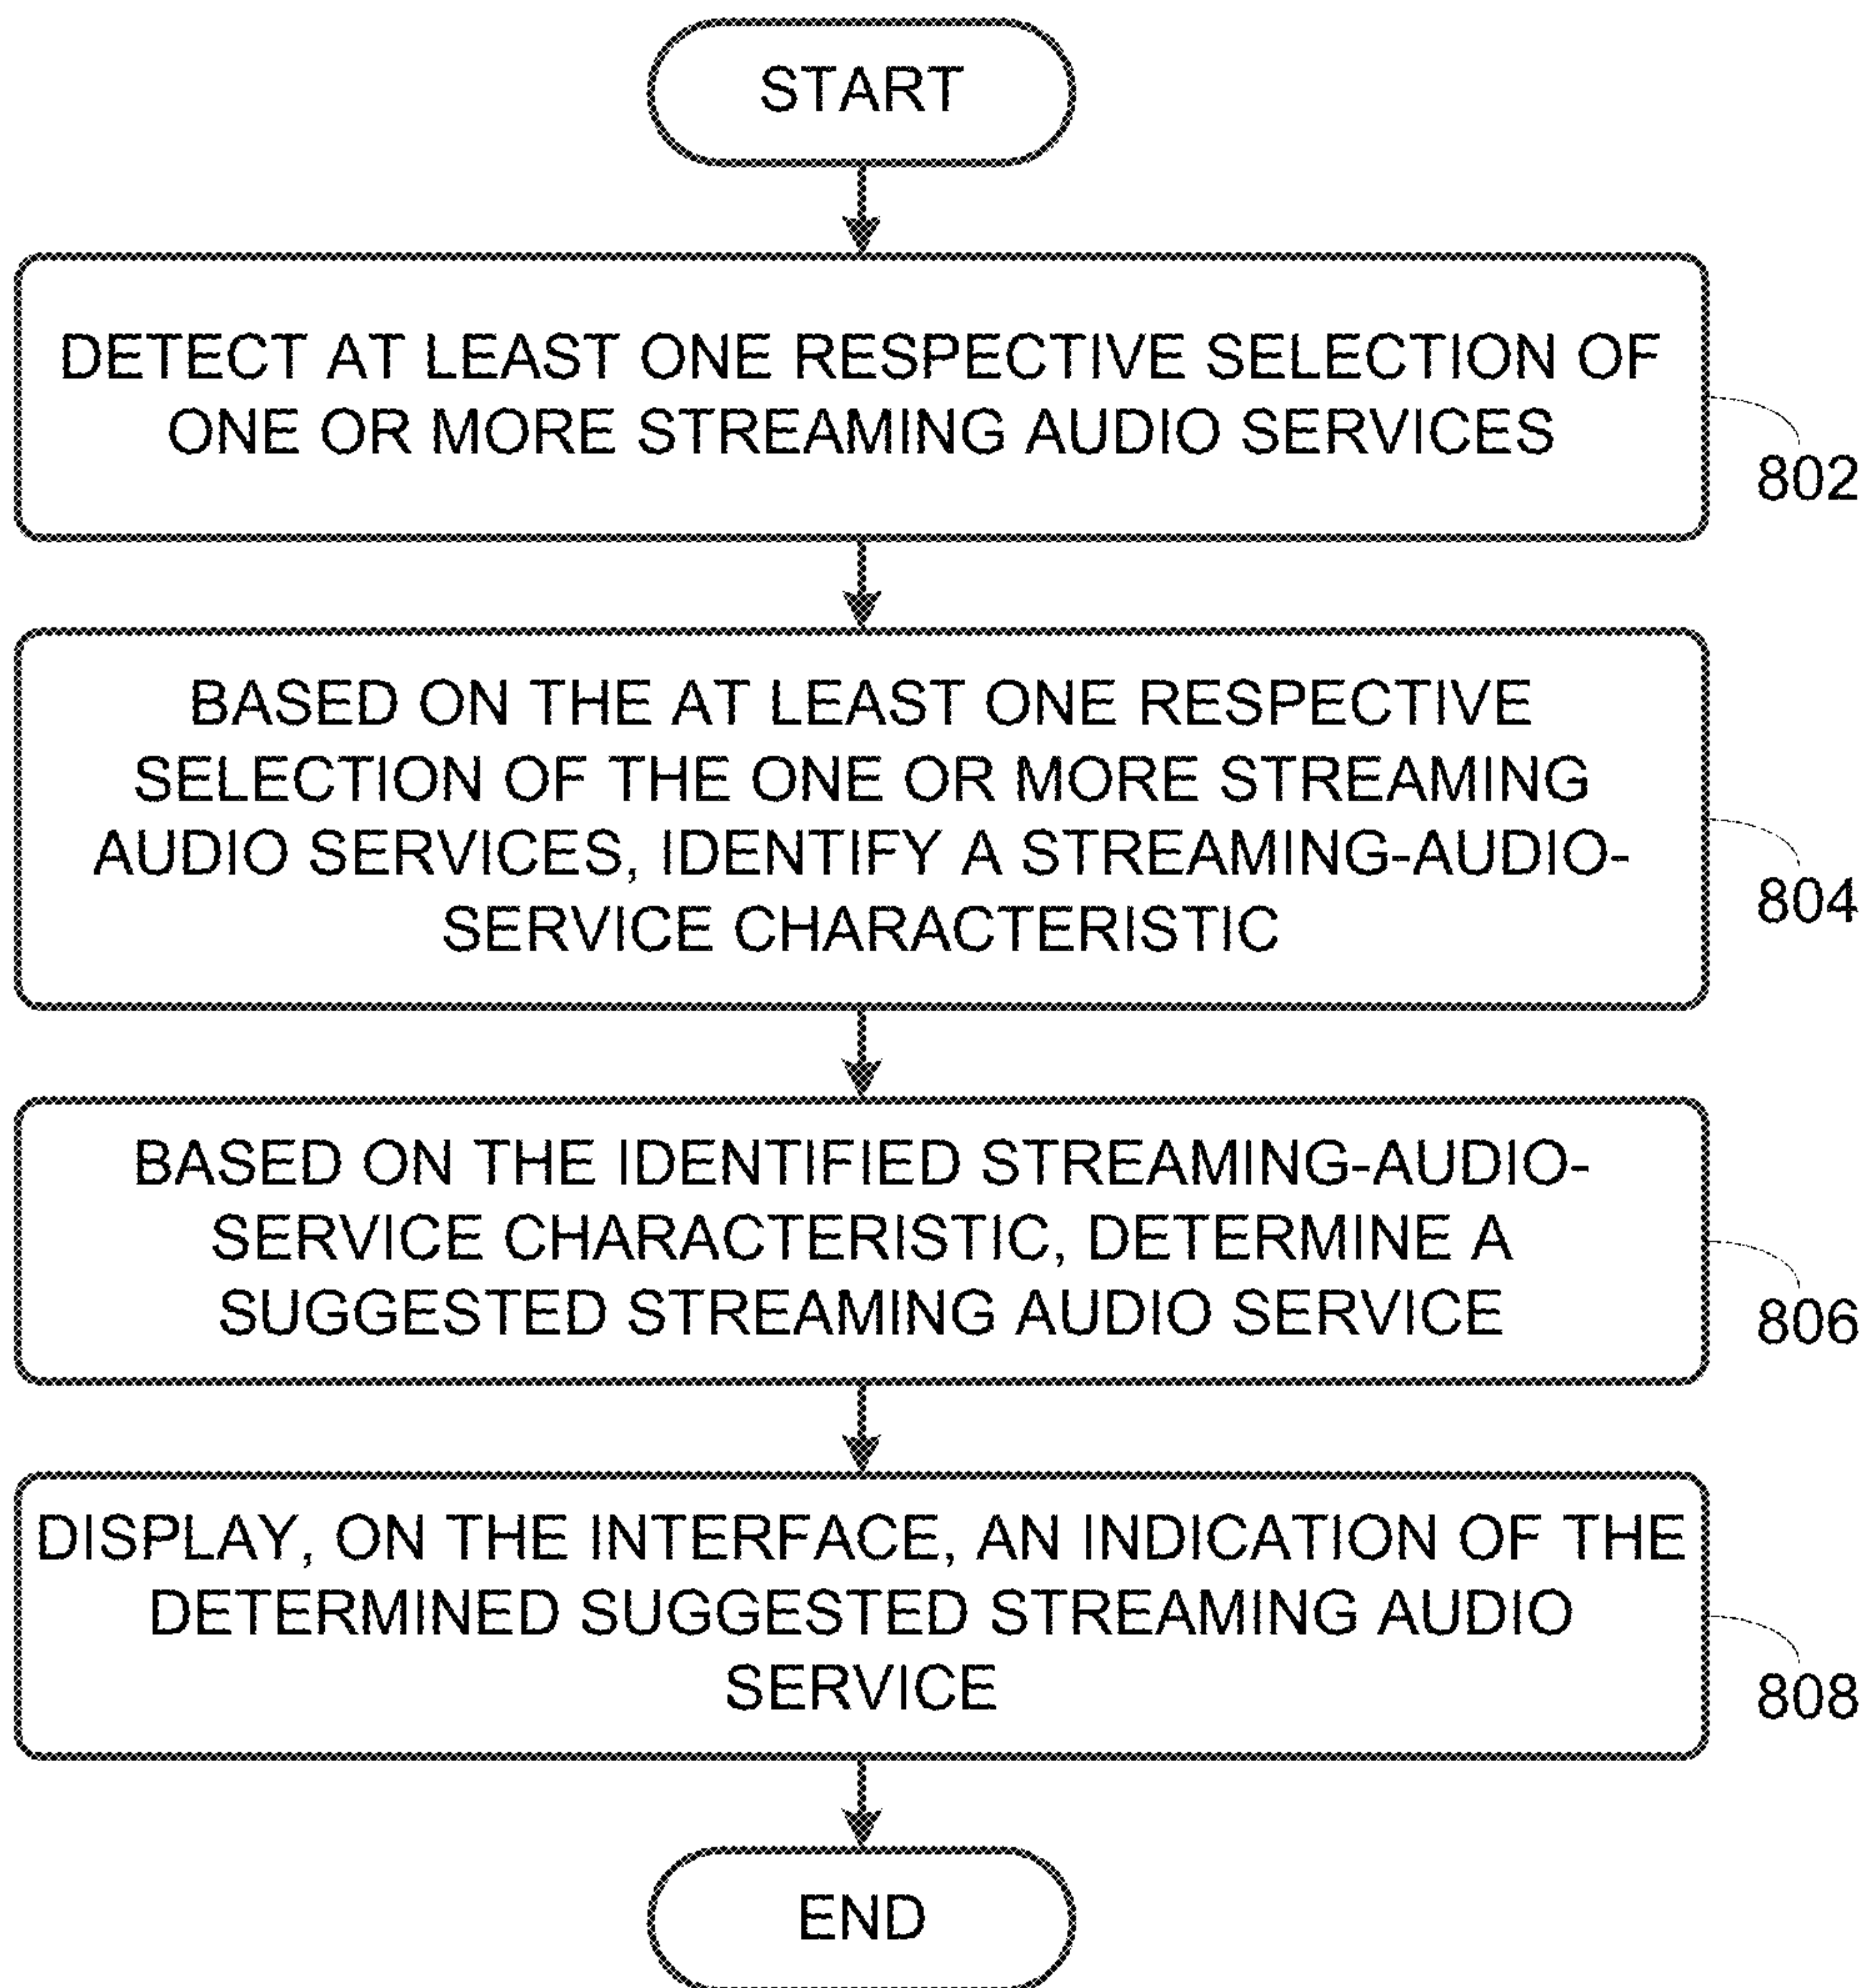 START
DETECT AT LEAST ONE RESPECTIVE SELECTION OF
ONE OR MORE STREAMING AUDIO SERVICES
802
BASED ON THE AT LEAST ONE RESPECTIVE
SELECTION OF THE ONE OR MORE STREAMING
AUDIO SERVICES, IDENTIFY A STREAMING-AUDIO-
SERVICE CHARACTERISTIC
804
BASED ON THE IDENTIFIED STREAMING-AUDIO-
SERVICE CHARACTERISTIC, DETERMINE A
SUGGESTED STREAMING AUDIO SERVICE
806
DISPLAY, ON THE INTERFACE, AN INDICATION OF THE
DETERMINED SUGGESTED STREAMING AUDIO
SERVICE
808
END